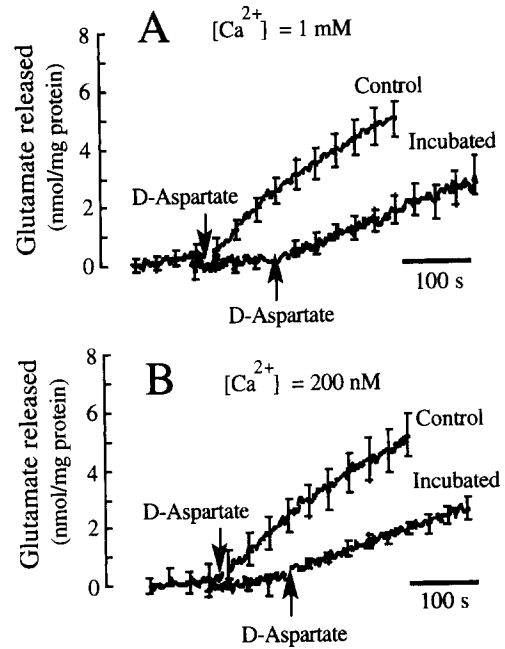 A
[Ca2+] = 1 mM
8
Control
6
Incubated
4
D-Aspartate
2
0
100 s
D-Aspartate
Glutamate released
(nmol/mg protein)
8
B
[Ca2+] = 200 nM
6
Control
4
Incubated
D-Aspartate
2
0
100 s
D-Aspartate
Glutamate released
(nmol/mg protein)